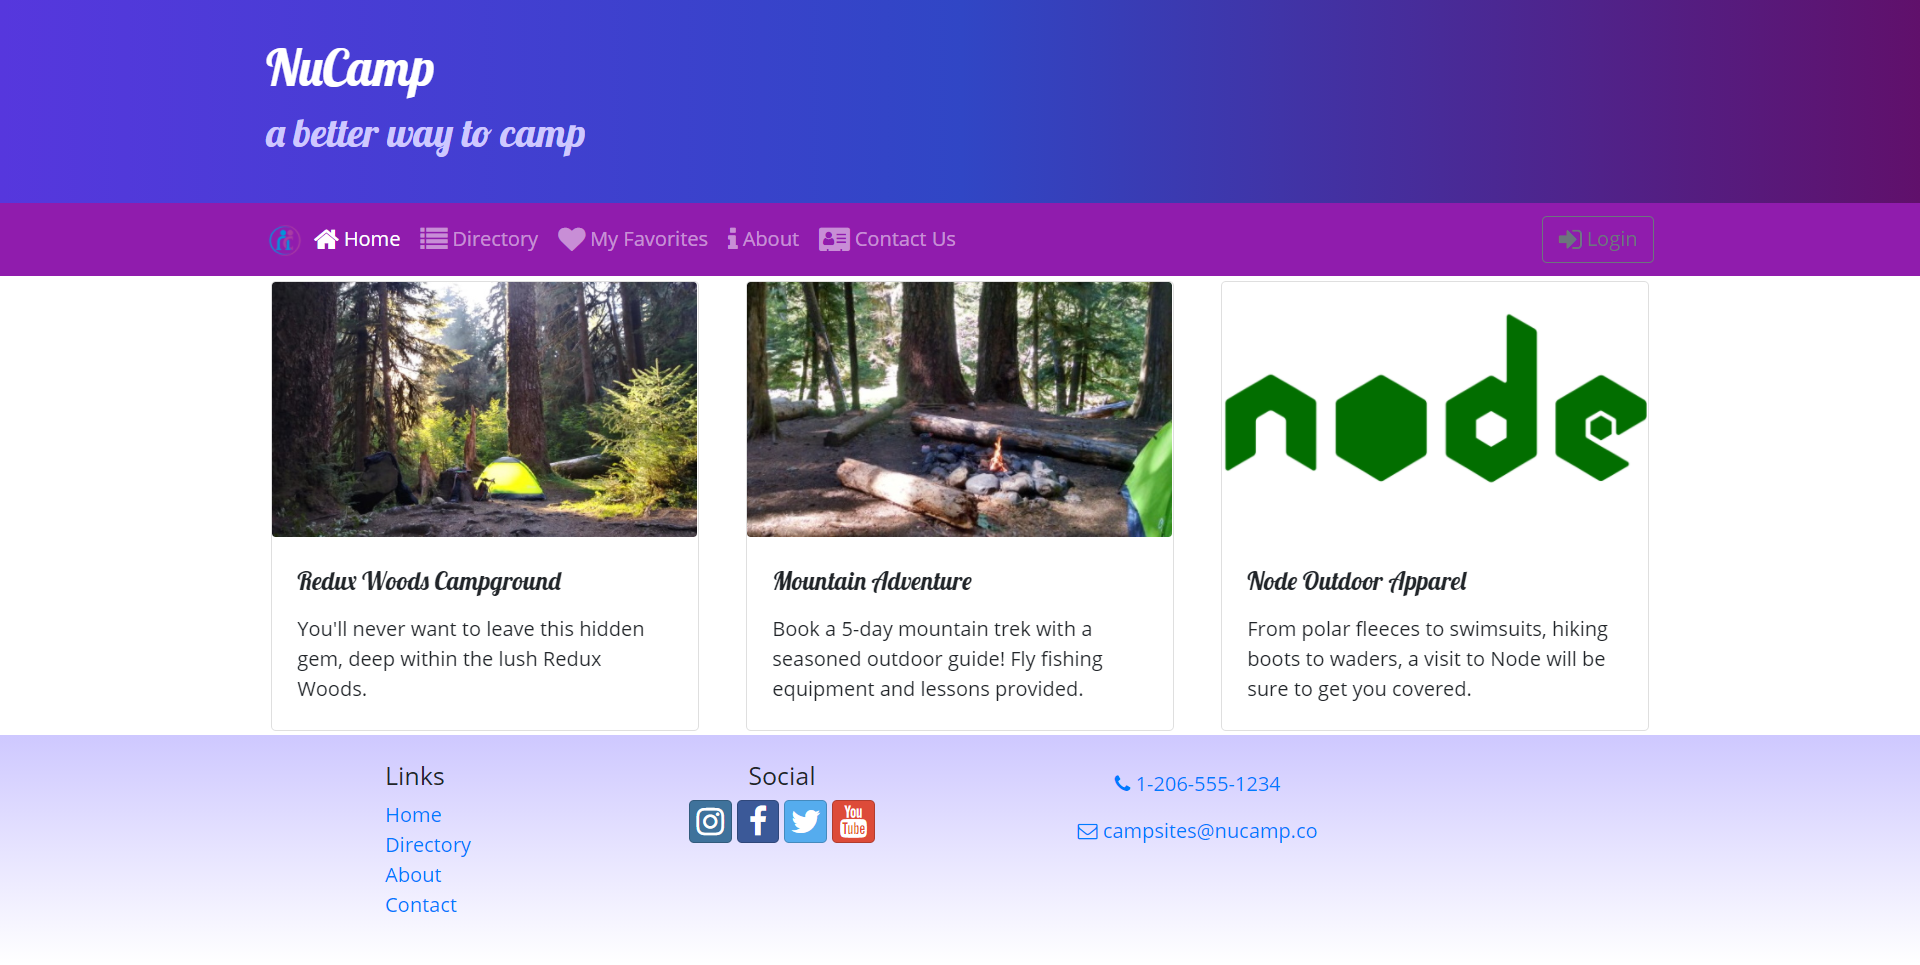 NuCamp
a better way to camp
Home Directory My Favorites About Contact Us Login
node
Redux Woods Campground
You'll never want to leave this hidden
gem, deep within the lush Redux
Woods.
Mountain Adventure
Book a 5-day mountain trek with a
seasoned outdoor guide! Fly fishing
equipment and lessons provided.
Node Outdoor Apparel
From polar fleeces to swimsuits, hiking
boots to waders, a visit to Node will be
sure to get you covered.
Links
Home
Directory
About
Contact
Social
You
Tube
1-206-555-1234
campsites@nucamp.co